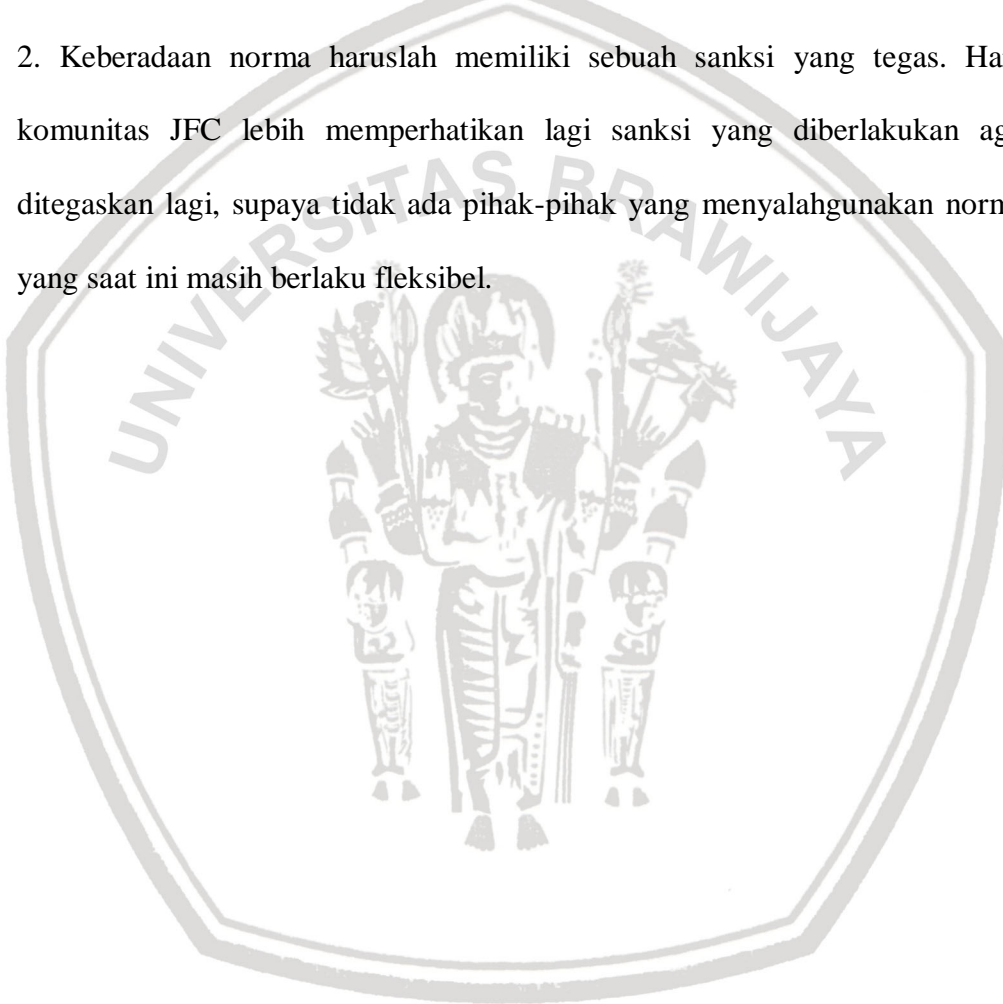 2. Keberadaan norma haruslah memiliki sebuah sanksi yang tegas. Ha
komunitas JFC lebih memperhatikan lagi sanksi yang diberlakukan ag
ditegaskan lagi, supaya tidak ada pihak-pihak yang menyalahgunakan norm
yang saat ini masih berlaku fleksibel.
UNIVERSITAS BRAWIJAYA